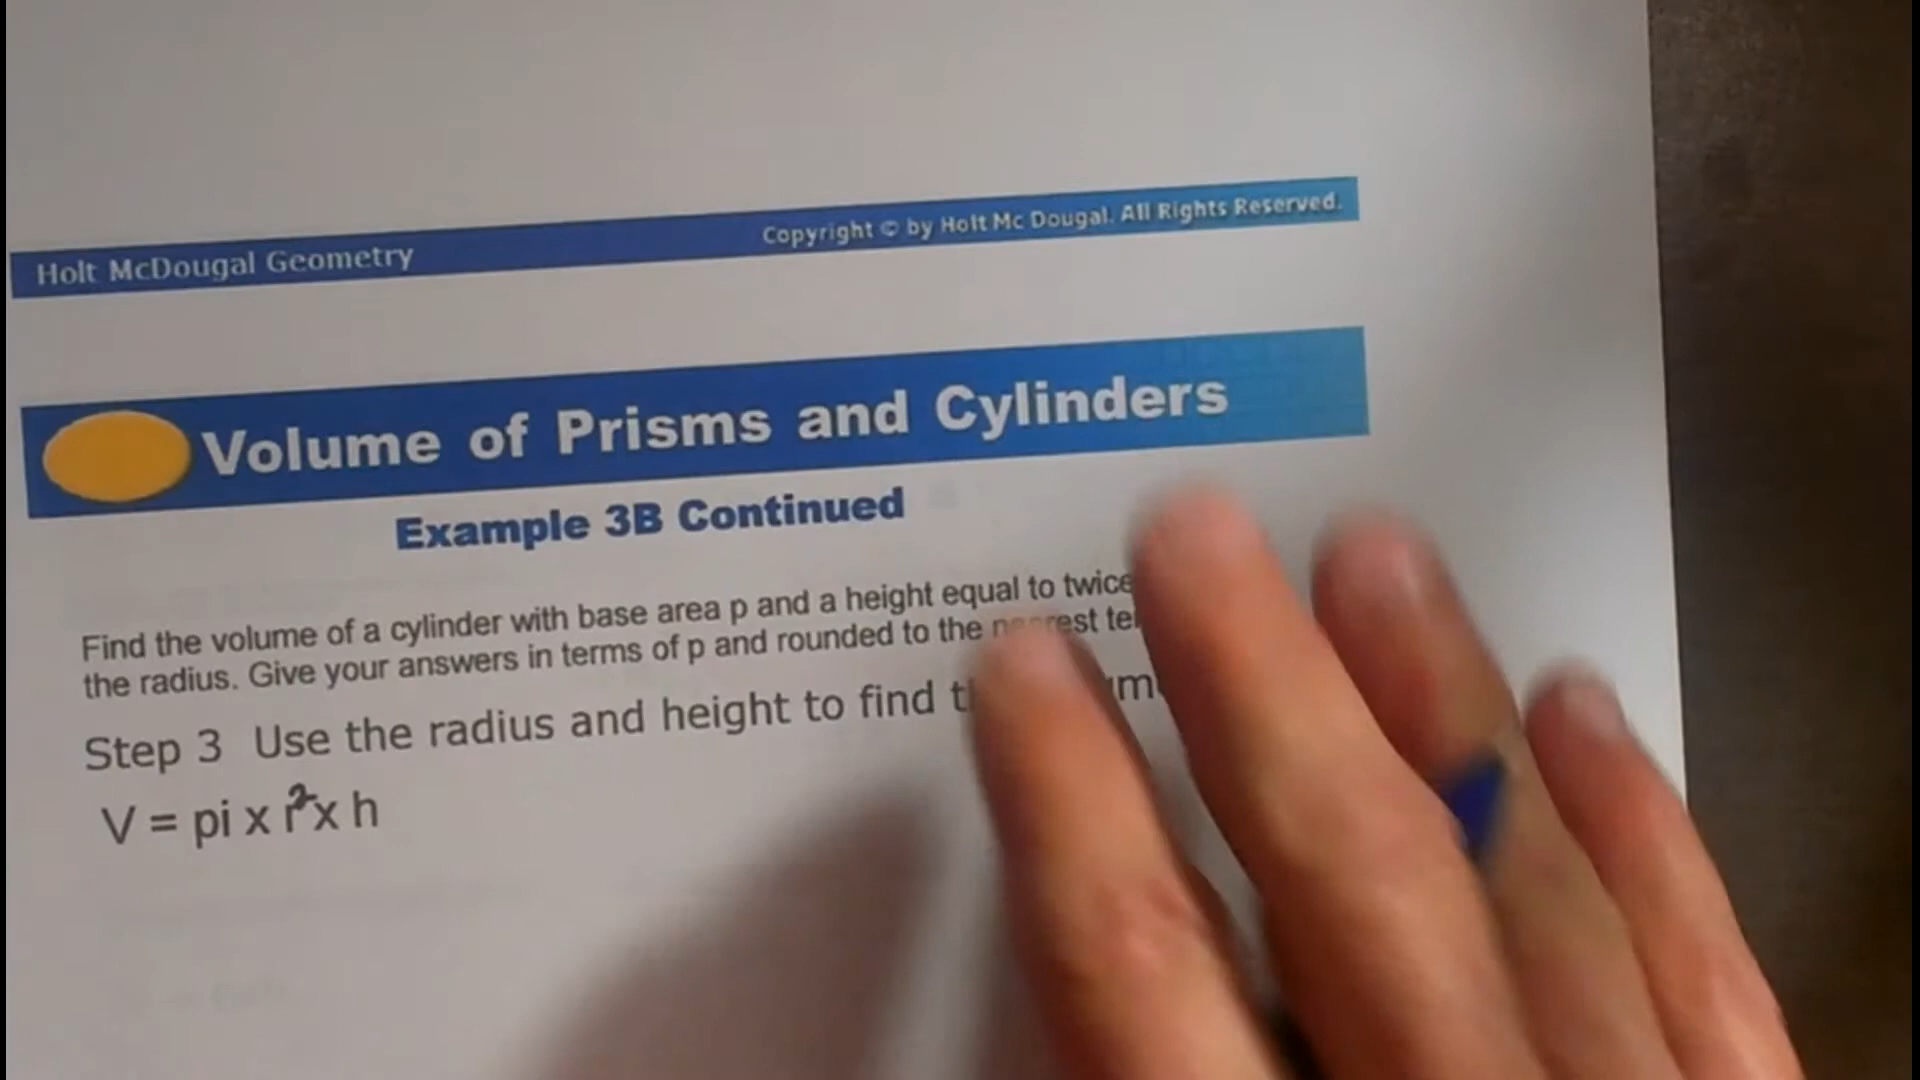 Holt McDougal Geometry
Copyright © by Holt Mc Dougal. All Rights Reserved.
Volume of Prisms and Cylinders
Example 3B Continued
Find the volume of a cylinder with base area p and a height equal to twice
the radius. Give your answers in terms of p and rounded to the nearest
Step 3 Use the radius and height to find
V = pi x r² x h